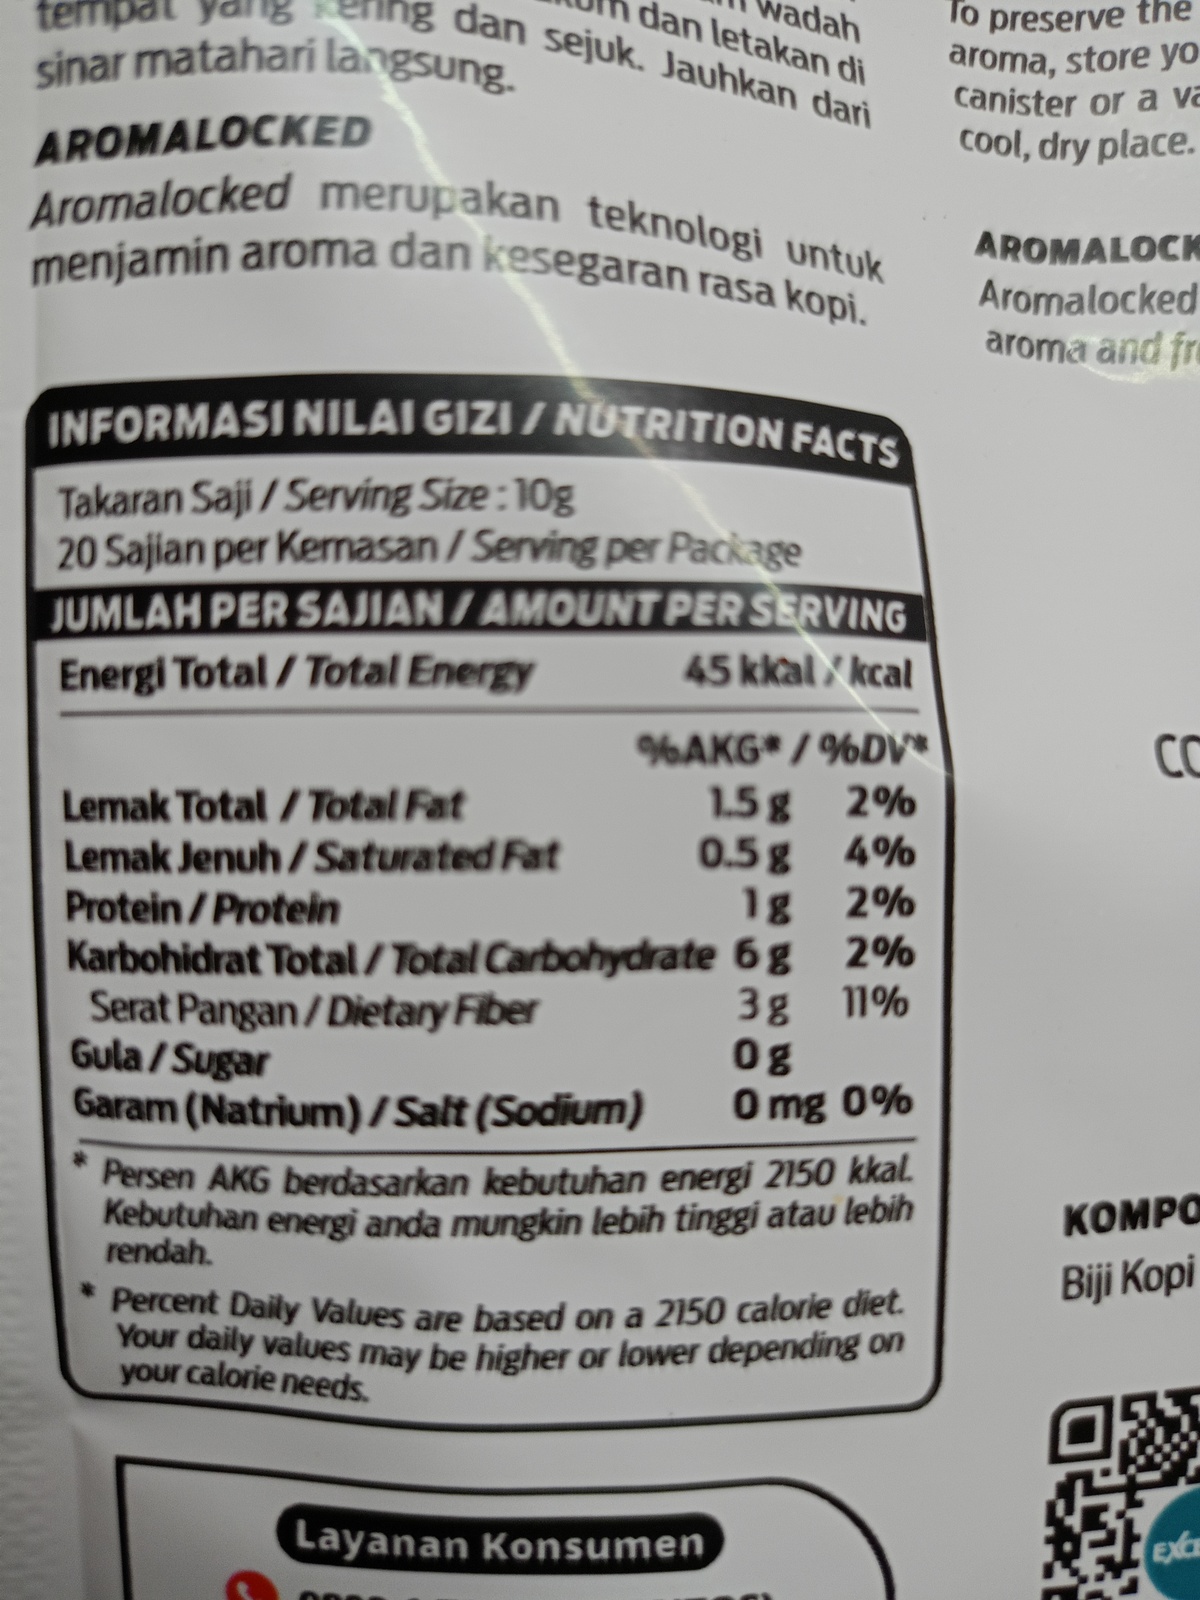 tempat yang kering dan sejuk. Jauhkan dari
dan letakan di
wadah
sinar matahari langsung.
AROMALOCKED
Aromalocked merupakan teknologi untuk
menjamin aroma dan kesegaran rasa kopi.
To preserve the
aroma, store
canister or a
cool, dry place.
Aromalocked
aroma and
INFORMASI NILAI GIZI / NUTRITION FACTS
Takaran Saji / Serving Size : 10g
20 Sajian per Kemasan / Serving per Package
JUMLAH PER SAJIAN / AMOUNT PER SERVING
Energi Total / Total Energy 45 kkal / kcal
%AKG* / %DV*
Lemak Total / Total Fat 1.5 g 2%
Lemak Jenuh / Saturated Fat 0.5 g 4%
Protein / Protein 1 g 2%
Karbohidrat Total / Total Carbohydrate 6 g 2%
Serat Pangan / Dietary Fiber 3 g 11%
Gula / Sugar 0 g
Garam (Natrium) / Salt (Sodium) 0 mg 0%
* Persen AKG berdasarkan kebutuhan energi 2150 kkal.
Kebutuhan energi anda mungkin lebih tinggi atau lebih
rendah.
* Percent Daily Values are based on a 2150 calorie diet.
Your daily values may be higher or lower depending on
your calorie needs.
Biji Kopi
Layanan Konsumen